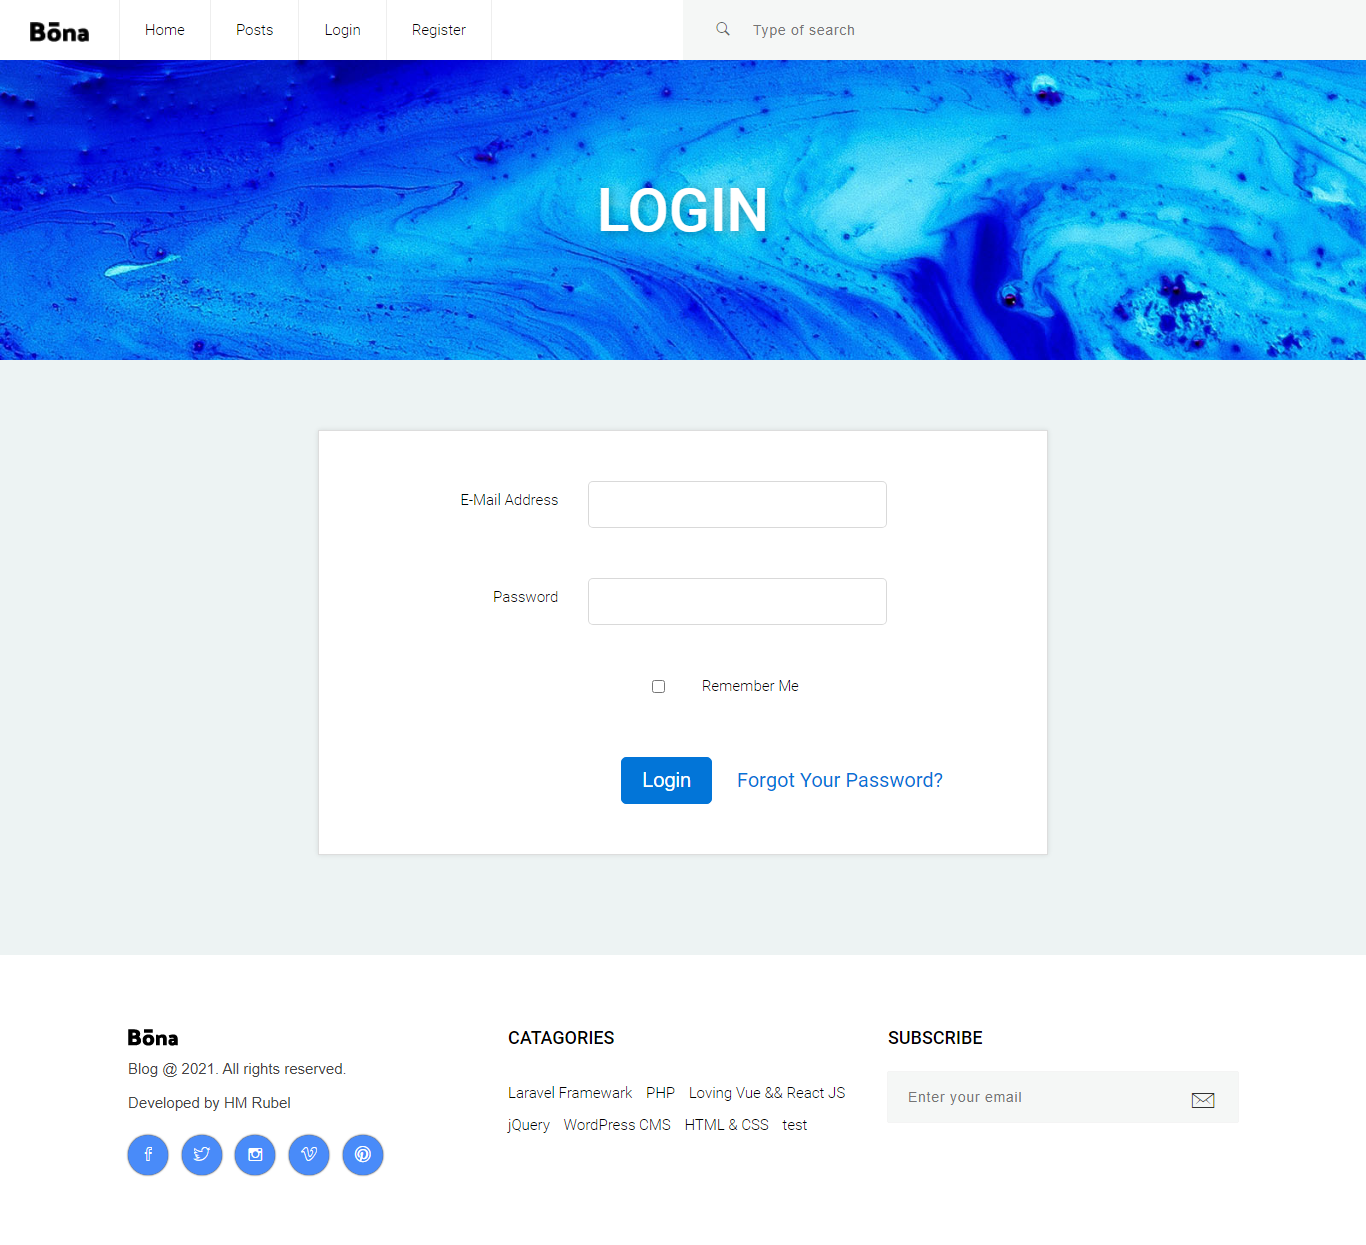 Bōna Home Posts Login Register Type of search
LOGIN
E-Mail Address
Password
Remember Me
Login Forgot Your Password?
Bōna
Blog @ 2021. All rights reserved.
Developed by HM Rubel
CATAGORIES
Laravel Framewark PHP Loving Vue && React JS
jQuery WordPress CMS HTML & CSS test
SUBSCRIBE
Enter your email